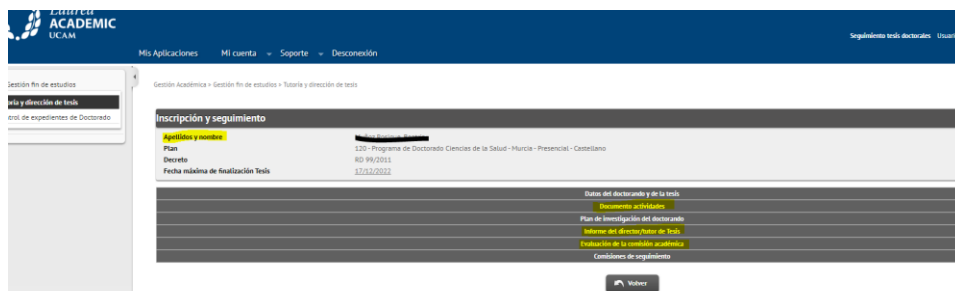 Laurea
ACADEMIC
UCAM
Seguimiento tesis doctorales Usuari
Mis Aplicaciones Mi cuenta Soporte Desconexión
Gestión fin de estudios
oría y dirección de tesis
trol de expedientes de Doctorado
Gestión Académica > Gestión fin de estudios > Tutoría y dirección de tesis
Inscripción y seguimiento
Apellidos y nombre
Plan 120 - Programa de Doctorado Ciencias de la Salud - Murcia - Presencial - Castellano
Decreto RD 99/2011
Fecha máxima de finalización Tesis 17/12/2022
Datos del doctorando y de la tesis
Documento actividades
Plan de investigación del doctorando
Informe del director/tutor de Tesis
Evaluación de la comisión académica
Comisiones de seguimiento
Volver